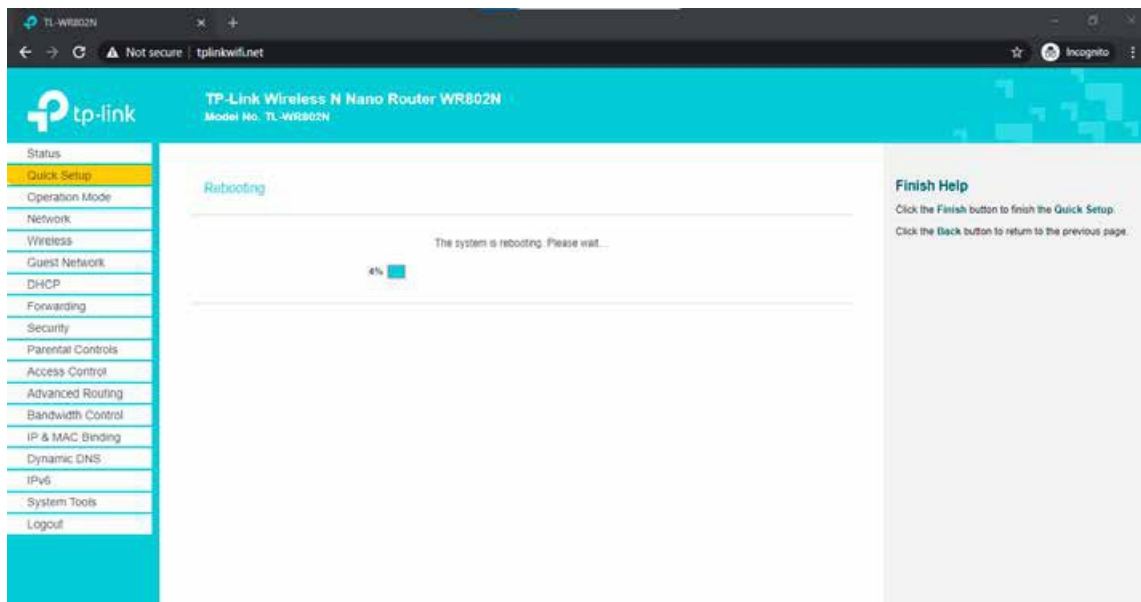 TL-WR802N
Not secure | tplinkwifi.net
Incognito
tp-link
TP-Link Wireless N Nano Router WR802N
Model No. TL-WR802N
Status
Quick Setup
Operation Mode
Network
Wireless
Guest Network
DHCP
Forwarding
Security
Parental Controls
Access Control
Advanced Routing
Bandwidth Control
IP & MAC Binding
Dynamic DNS
IPv6
System Tools
Logout
Rebooting
The system is rebooting. Please wait...
4%
Finish Help
Click the Finish button to finish the Quick Setup.
Click the Back button to return to the previous page.